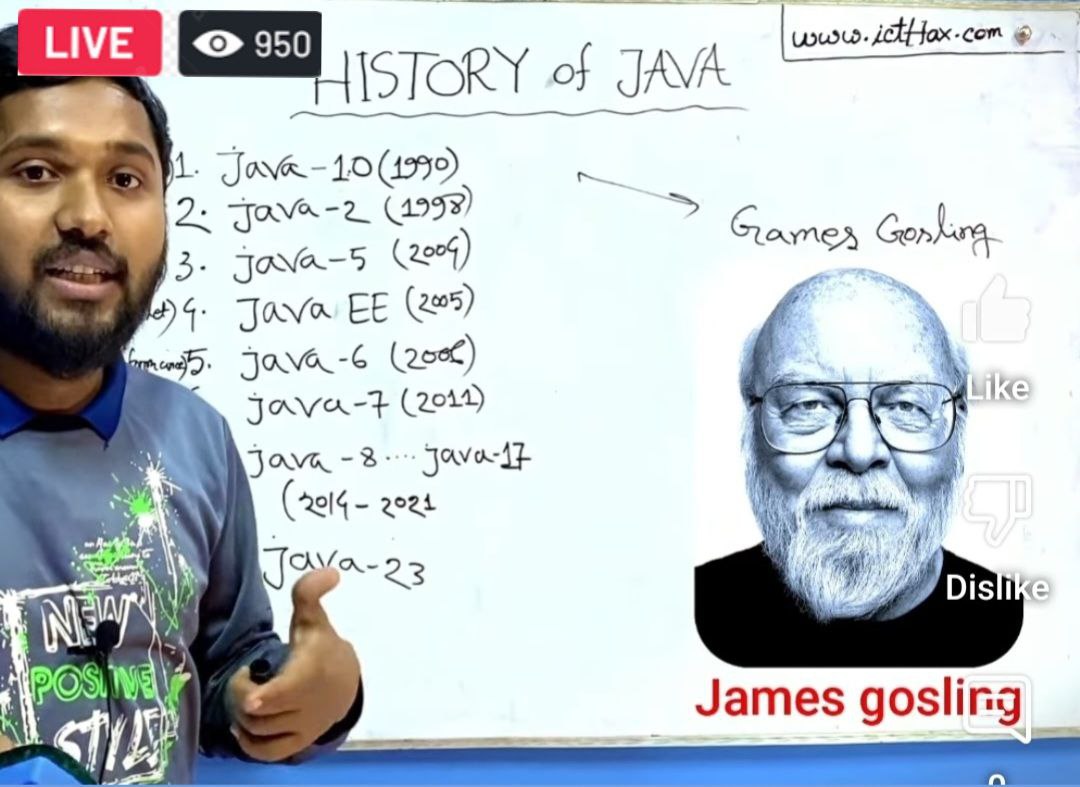 LIVE 950
www.ictHax.com
HISTORY of JAVA
1. Java-1.0 (1990)
2. Java-2 (1998)
3. Java-5 (2004)
4. Java EE (2005)
5. Java-6 (2006)
Java-7 (2011)
Java-8....Java-17
(2014-2021
Java-23
Games Gosling
Like
Dislike
James gosling
NEW
POSITIVE
STYLE